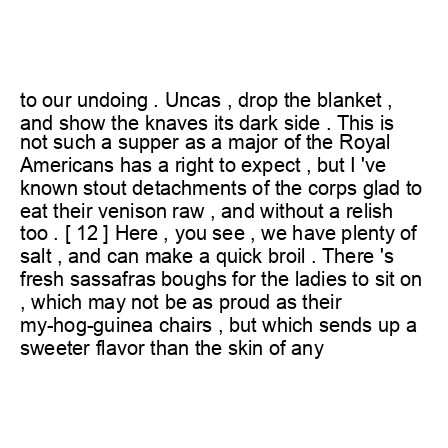 to our undoing . Uncas , drop the blanket ,
and show the knaves its dark side . This is
not such a supper as a major of the Royal
Americans has a right to expect , but I 've
known stout detachments of the corps glad to
eat their venison raw , and without a relish
too . [ 12 ] Here , you see , we have plenty of
salt , and can make a quick broil . There 's
fresh sassafras boughs for the ladies to sit on
, which may not be as proud as their
my-hog-guinea chairs , but which sends up a
sweeter flavor than the skin of any